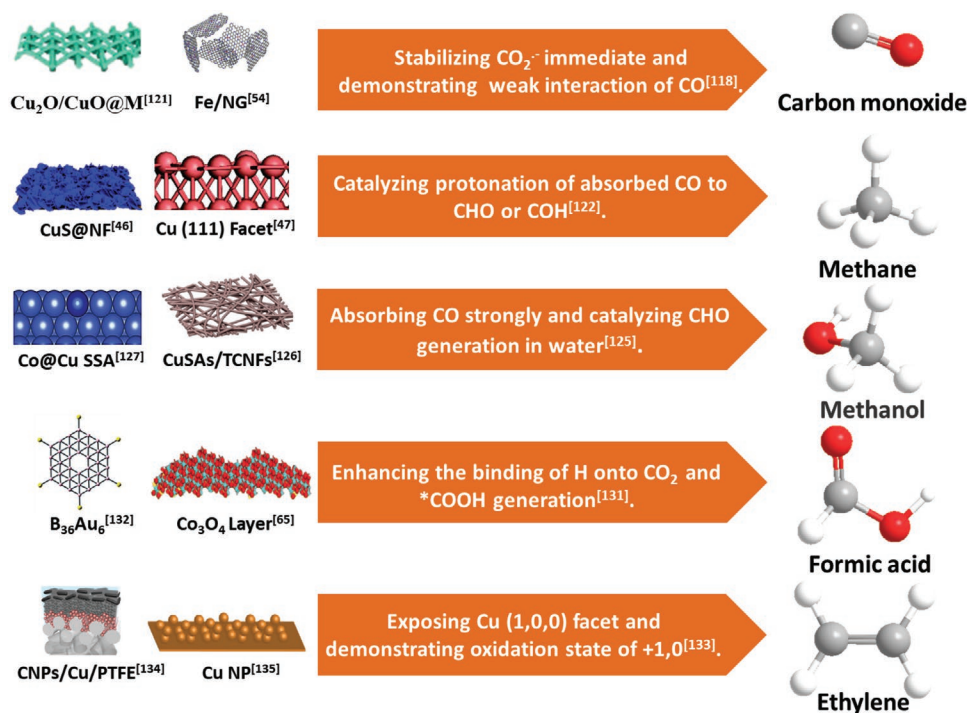 Cu₂O/CuO@M[121]
Fe/NG[54]
Stabilizing CO₂·⁻ immediate and
demonstrating weak interaction of CO[118].
Carbon monoxide
CuS@NF[46]
Cu (111) Facet[47]
Catalyzing protonation of absorbed CO to
CHO or COH[122].
Methane
Co@Cu SSA[127]
CuSAs/TCNFs[126]
Absorbing CO strongly and catalyzing CHO
generation in water[125].
Methanol
B₃₆Au₆[132]
Co₃O₄ Layer[65]
Enhancing the binding of H onto CO₂ and
*COOH generation[131].
Formic acid
CNPs/Cu/PTFE[134]
Cu NP[135]
Exposing Cu (1,0,0) facet and
demonstrating oxidation state of +1,0[133].
Ethylene